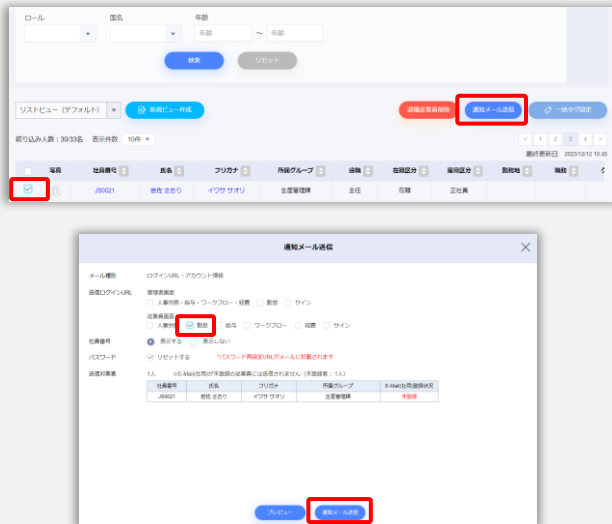 ロール 国名 年齢
年齢 ～ 年齢
検索 リセット
リストビュー (デフォルト) 新規ビュー作成 退職従業員削除 通知メール送信 一括タグ設定
絞り込み人数 : 30/33名 表示件数 10件 < 1 2 3 4 >
最終更新日 2023/12/12 10:45
写真 社員番号 氏名 フリガナ 所属グループ 役職 在籍区分 雇用区分 勤務地 職務
JS0021 岩佐 さおり イワサ サオリ 生産管理課 主任 在籍 正社員
通知メール送信
メール種別 ログインURL・アカウント情報
送信ログインURL 管理者画面
人事労務・給与・ワークフロー・経費 勤怠 サイン
従業員画面
人事労 勤怠 給与 ワークフロー 経費 サイン
社員番号 表示する 表示しない
パスワード リセットする *パスワード再設定URLがメールに記載されます
送信対象者 1人 ※E-Mail(社用)が未登録の従業員には送信されません（未登録者：1人）
社員番号 氏名 フリガナ 所属グループ E-Mail(社用)登録状況
JS0021 岩佐 さおり イワサ サオリ 生産管理課 未登録
プレビュー 通知メール送信